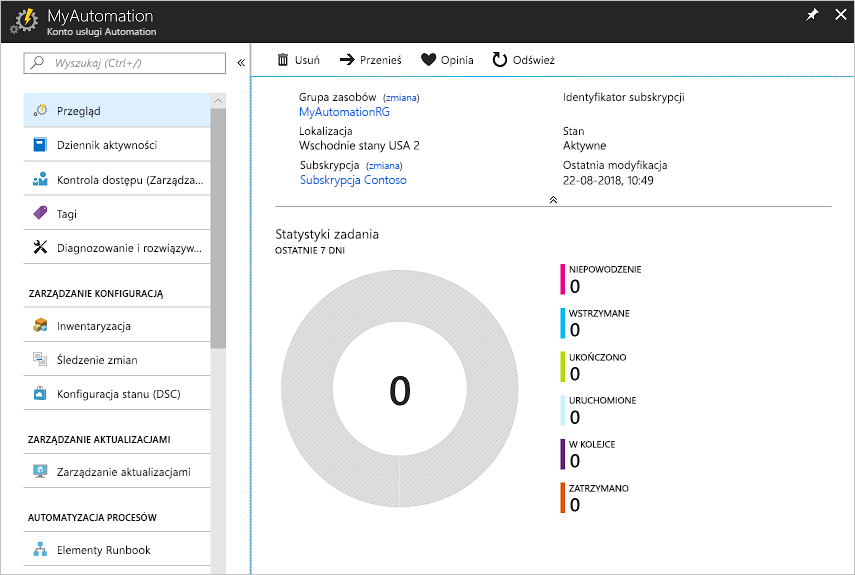 MyAutomation
Konto usługi Automation
Wyszukaj (Ctrl+/)
Przegląd
Dziennik aktywności
Kontrola dostępu (Zarządza...
Tagi
Diagnozowanie i rozwiązyw...
ZARZĄDZANIE KONFIGURACJĄ
Inwentaryzacja
Śledzenie zmian
Konfiguracja stanu (DSC)
ZARZĄDZANIE AKTUALIZACJAMI
Zarządzanie aktualizacjami
AUTOMATYZACJA PROCESÓW
Elementy Runbook
Usuń Przenieś Opinia Odśwież
Grupa zasobów (zmiana)
MyAutomationRG
Lokalizacja
Wschodnie stany USA 2
Subskrypcja (zmiana)
Subskrypcja Contoso
Identyfikator subskrypcji
Stan
Aktywne
Ostatnia modyfikacja
22-08-2018, 10:49
Statystyki zadania
OSTATNIE 7 DNI
0
NIEPOWODZENIE
0
WSTRZYMANE
0
UKOŃCZONO
0
URUCHOMIONE
0
W KOLEJCE
0
ZATRZYMANO
0